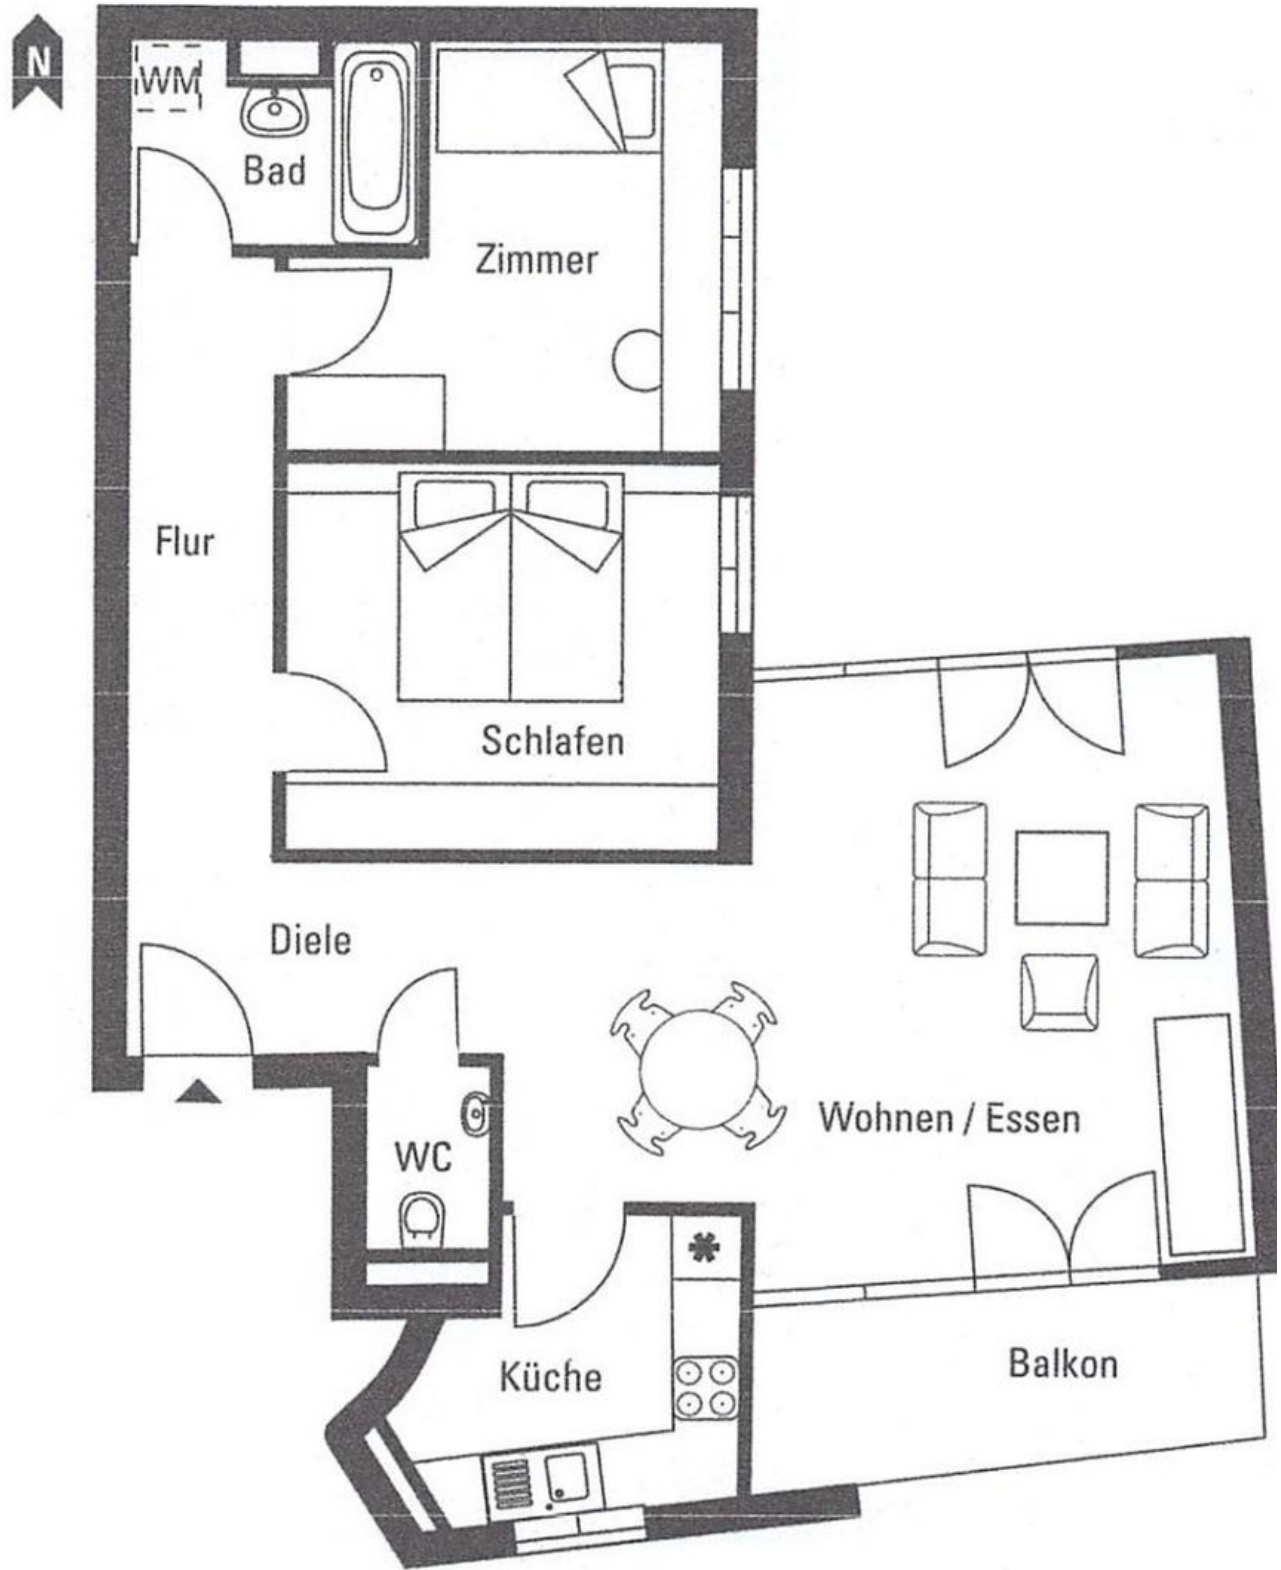 N
WM
Bad
Zimmer
Flur
Schlafen
Diele
Wohnen / Essen
WC
Küche
Balkon